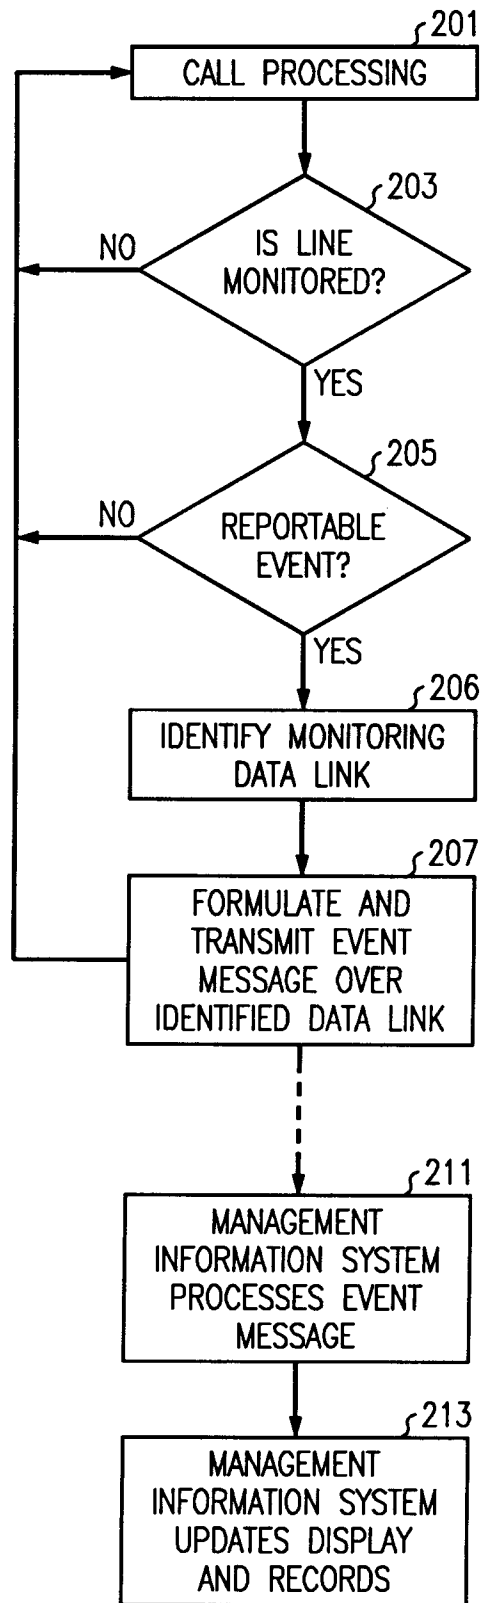 201
CALL PROCESSING
203
IS LINE
MONITORED?
NO
YES
205
REPORTABLE
EVENT?
NO
YES
206
IDENTIFY MONITORING
DATA LINK
207
FORMULATE AND
TRANSMIT EVENT
MESSAGE OVER
IDENTIFIED DATA LINK
211
MANAGEMENT
INFORMATION SYSTEM
PROCESSES EVENT
MESSAGE
213
MANAGEMENT
INFORMATION SYSTEM
UPDATES DISPLAY
AND RECORDS